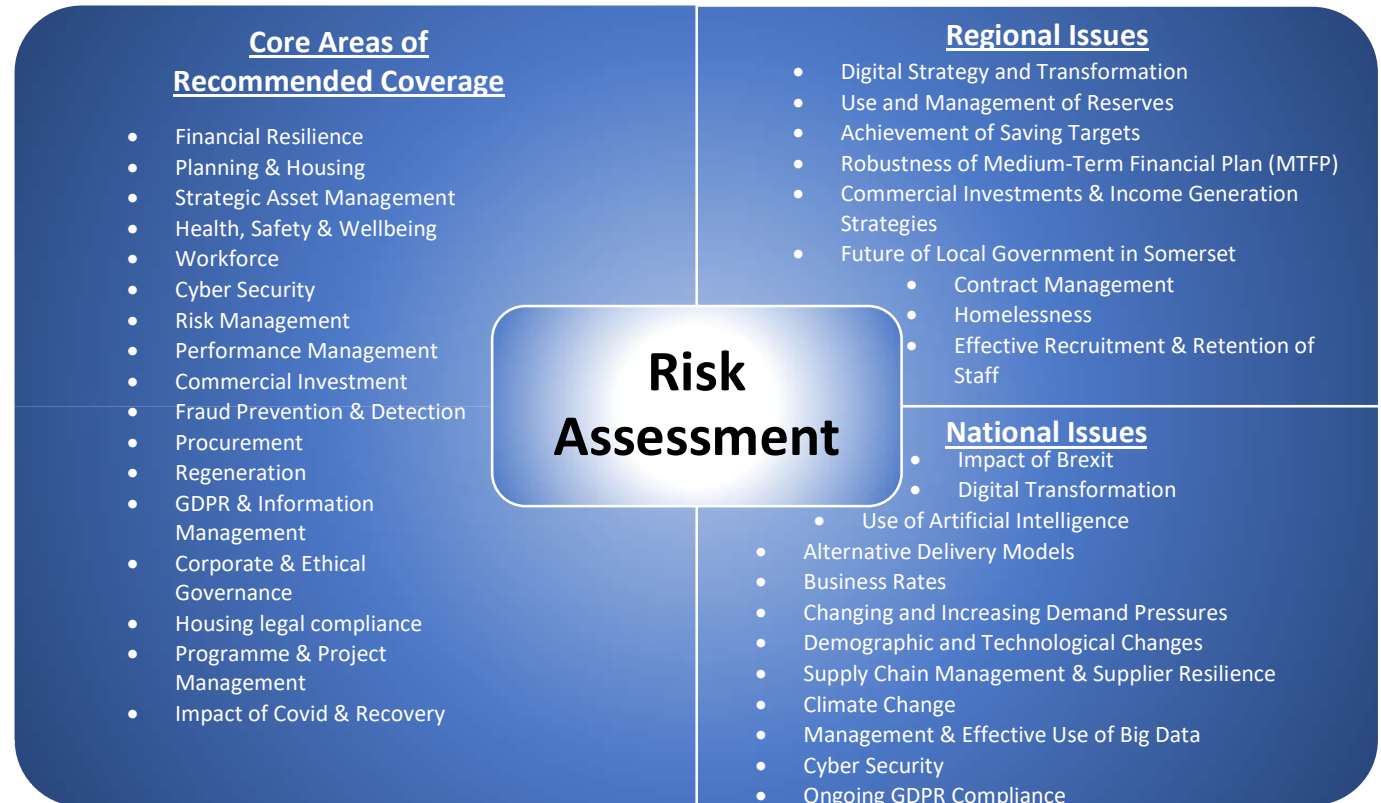 Core Areas of
Recommended Coverage
• Financial Resilience
• Planning & Housing
• Strategic Asset Management
• Health, Safety & Wellbeing
• Workforce
• Cyber Security
• Risk Management
• Performance Management
• Commercial Investment
• Fraud Prevention & Detection
• Procurement
• Regeneration
• GDPR & Information
Management
• Corporate & Ethical
Governance
• Housing legal compliance
• Programme & Project
Management
• Impact of Covid & Recovery
Risk
Assessment
Regional Issues
• Digital Strategy and Transformation
• Use and Management of Reserves
• Achievement of Saving Targets
• Robustness of Medium-Term Financial Plan (MTFP)
• Commercial Investments & Income Generation
Strategies
• Future of Local Government in Somerset
• Contract Management
• Homelessness
• Effective Recruitment & Retention of
Staff
National Issues
• Impact of Brexit
• Digital Transformation
• Use of Artificial Intelligence
• Alternative Delivery Models
• Business Rates
• Changing and Increasing Demand Pressures
• Demographic and Technological Changes
• Supply Chain Management & Supplier Resilience
• Climate Change
• Management & Effective Use of Big Data
• Cyber Security
• Ongoing GDPR Compliance